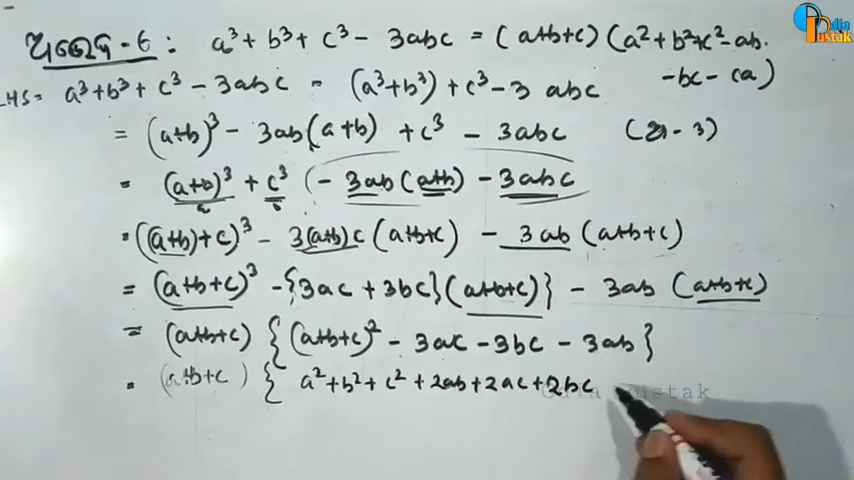 ଅଭେଦ - 6 : a³ + b³ + c³ - 3abc = (a+b+c) (a² + b² + c² - ab.
- bc - ca)
LHS = a³ + b³ + c³ - 3abc = (a³ + b³) + c³ - 3 abc
= (a+b)³ - 3ab(a+b) + c³ - 3abc (ଅ - 3)
= (a+b)³ + c³ (- 3ab(a+b) - 3abc
= ((a+b)+c)³ - 3(a+b)c (a+b+c) - 3ab (a+b+c)
= (a+b+c)³ - {3ac + 3bc}(a+b+c)} - 3ab (a+b+c)
= (a+b+c) { (a+b+c)² - 3ac - 3bc - 3ab }
= (a+b+c) { a² + b² + c² + 2ab + 2ac + 2bc
Odia Pustak